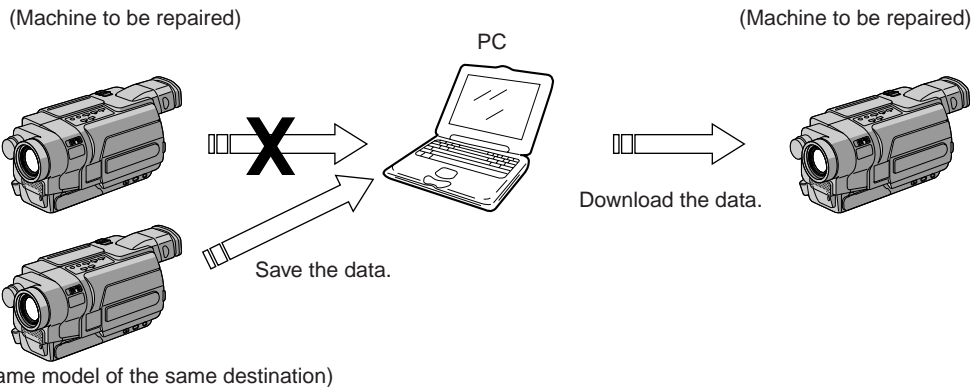 (Machine to be repaired)
(Machine to be repaired)
PC
X
Download the data.
Save the data.
ame model of the same destination)